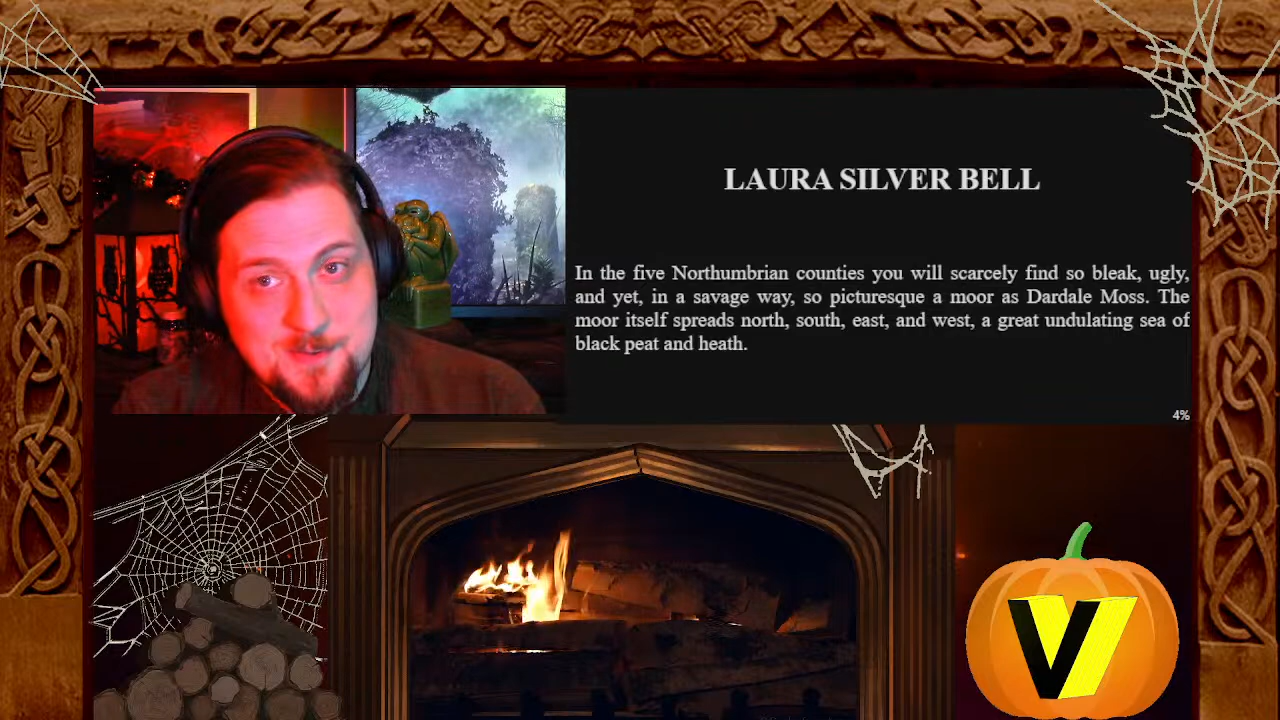 LAURA SILVER BELL
In the five Northumbrian counties you will scarcely find so bleak, ugly,
and yet, in a savage way, so picturesque a moor as Dardale Moss. The
moor itself spreads north, south, east, and west, a great undulating sea of
black peat and heath.
4%
V